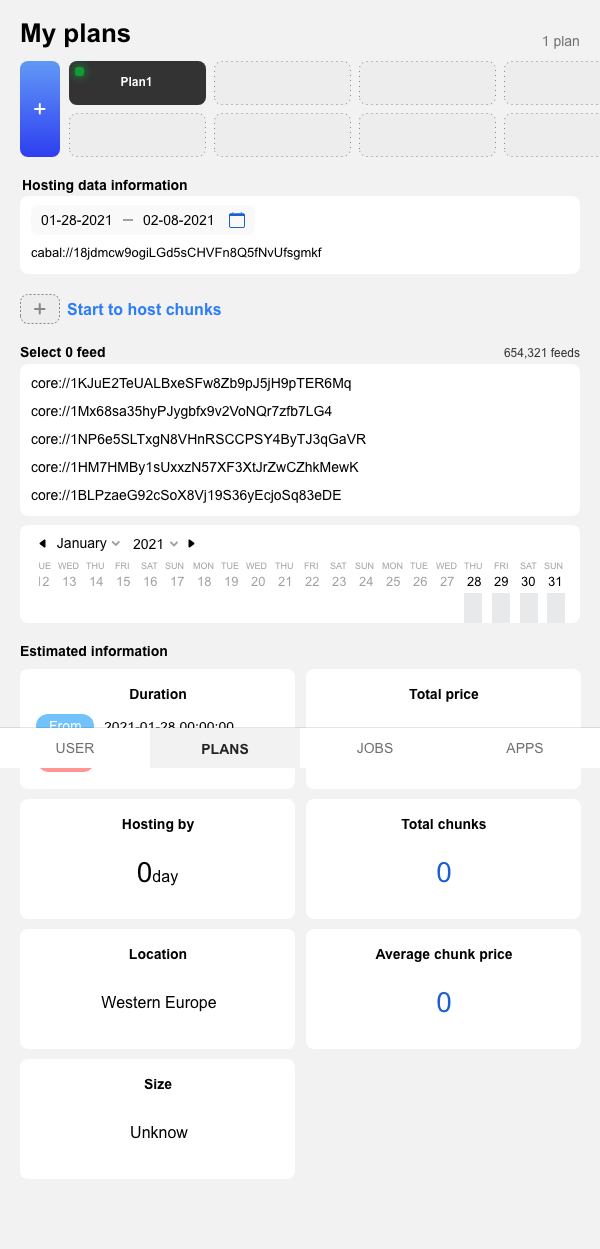 My plans
1 plan
+
Plan1
Hosting data information
01-28-2021 — 02-08-2021
cabal://18jdmcw9ogiLGd5sCHVFn8Q5fNvUfsgmkf
+ Start to host chunks
Select 0 feed
654,321 feeds
core://1KJuE2TeUALBxeSFw8Zb9pJ5jH9pTER6Mq
core://1Mx68sa35hyPJygbfx9v2VoNQr7zfb7LG4
core://1NP6e5SLTxgN8VHnRSCCPSY4ByTJ3qGaVR
core://1HM7HMBy1sUxxzN57XF3XtJrZwCZhkMewK
core://1BLPzaeG92cSoX8Vj19S36yEcjoSq83eDE
January 2021
UE WED THU FRI SAT SUN MON TUE WED THU FRI SAT SUN MON TUE WED THU FRI SAT SUN
12 13 14 15 16 17 18 19 20 21 22 23 24 25 26 27 28 29 30 31
Estimated information
Duration
From 2021-01-28 00:00:00
Total price
USER PLANS JOBS APPS
Hosting by
0day
Total chunks
0
Location
Western Europe
Average chunk price
0
Size
Unknow